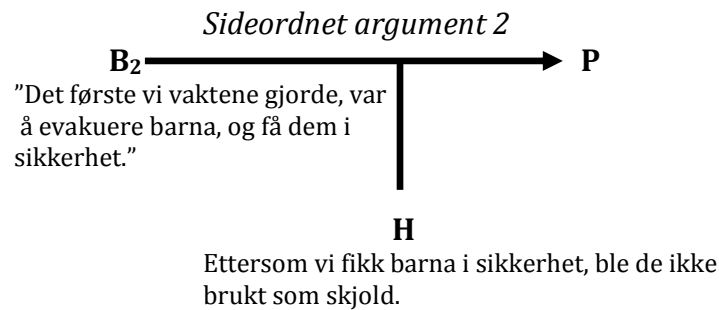 Sideordnet argument 2
B₂ P
”Det første vi vaktene gjorde, var
å evakuere barna, og få dem i
sikkerhet.”
H
Ettersom vi fikk barna i sikkerhet, ble de ikke
brukt som skjold.